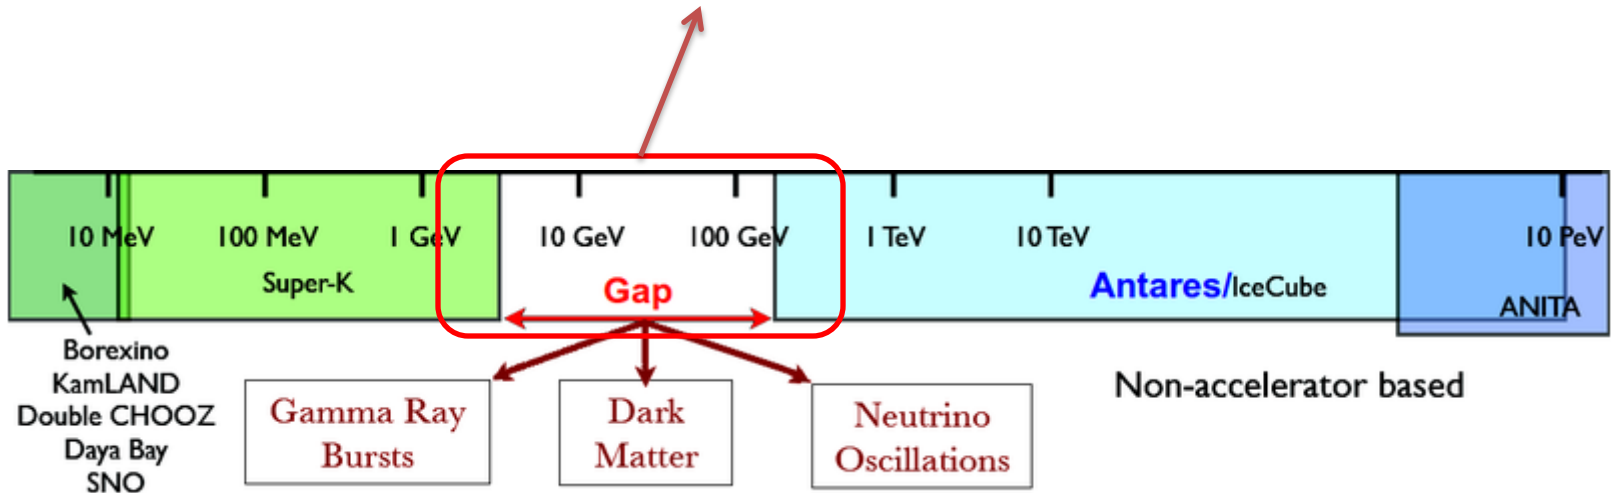 10 MeV 100 MeV 1 GeV 10 GeV 100 GeV 1 TeV 10 TeV 10 PeV
Super-K Gap Antares/IceCube
ANITA
Borexino
KamLAND
Double CHOOZ
Daya Bay
SNO
Gamma Ray
Bursts
Dark
Matter
Neutrino
Oscillations
Non-accelerator based